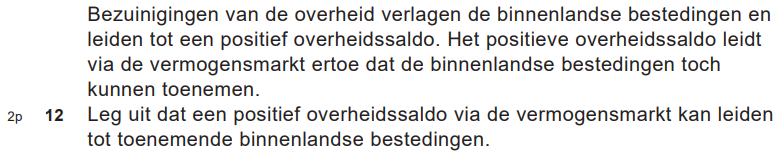 Bezuinigingen van de overheid verlagen de binnenlandse bestedingen en
leiden tot een positief overheidssaldo. Het positieve overheidssaldo leidt
via de vermogensmarkt ertoe dat de binnenlandse bestedingen toch
kunnen toenemen.
2p 12 Leg uit dat een positief overheidssaldo via de vermogensmarkt kan leiden
tot toenemende binnenlandse bestedingen.